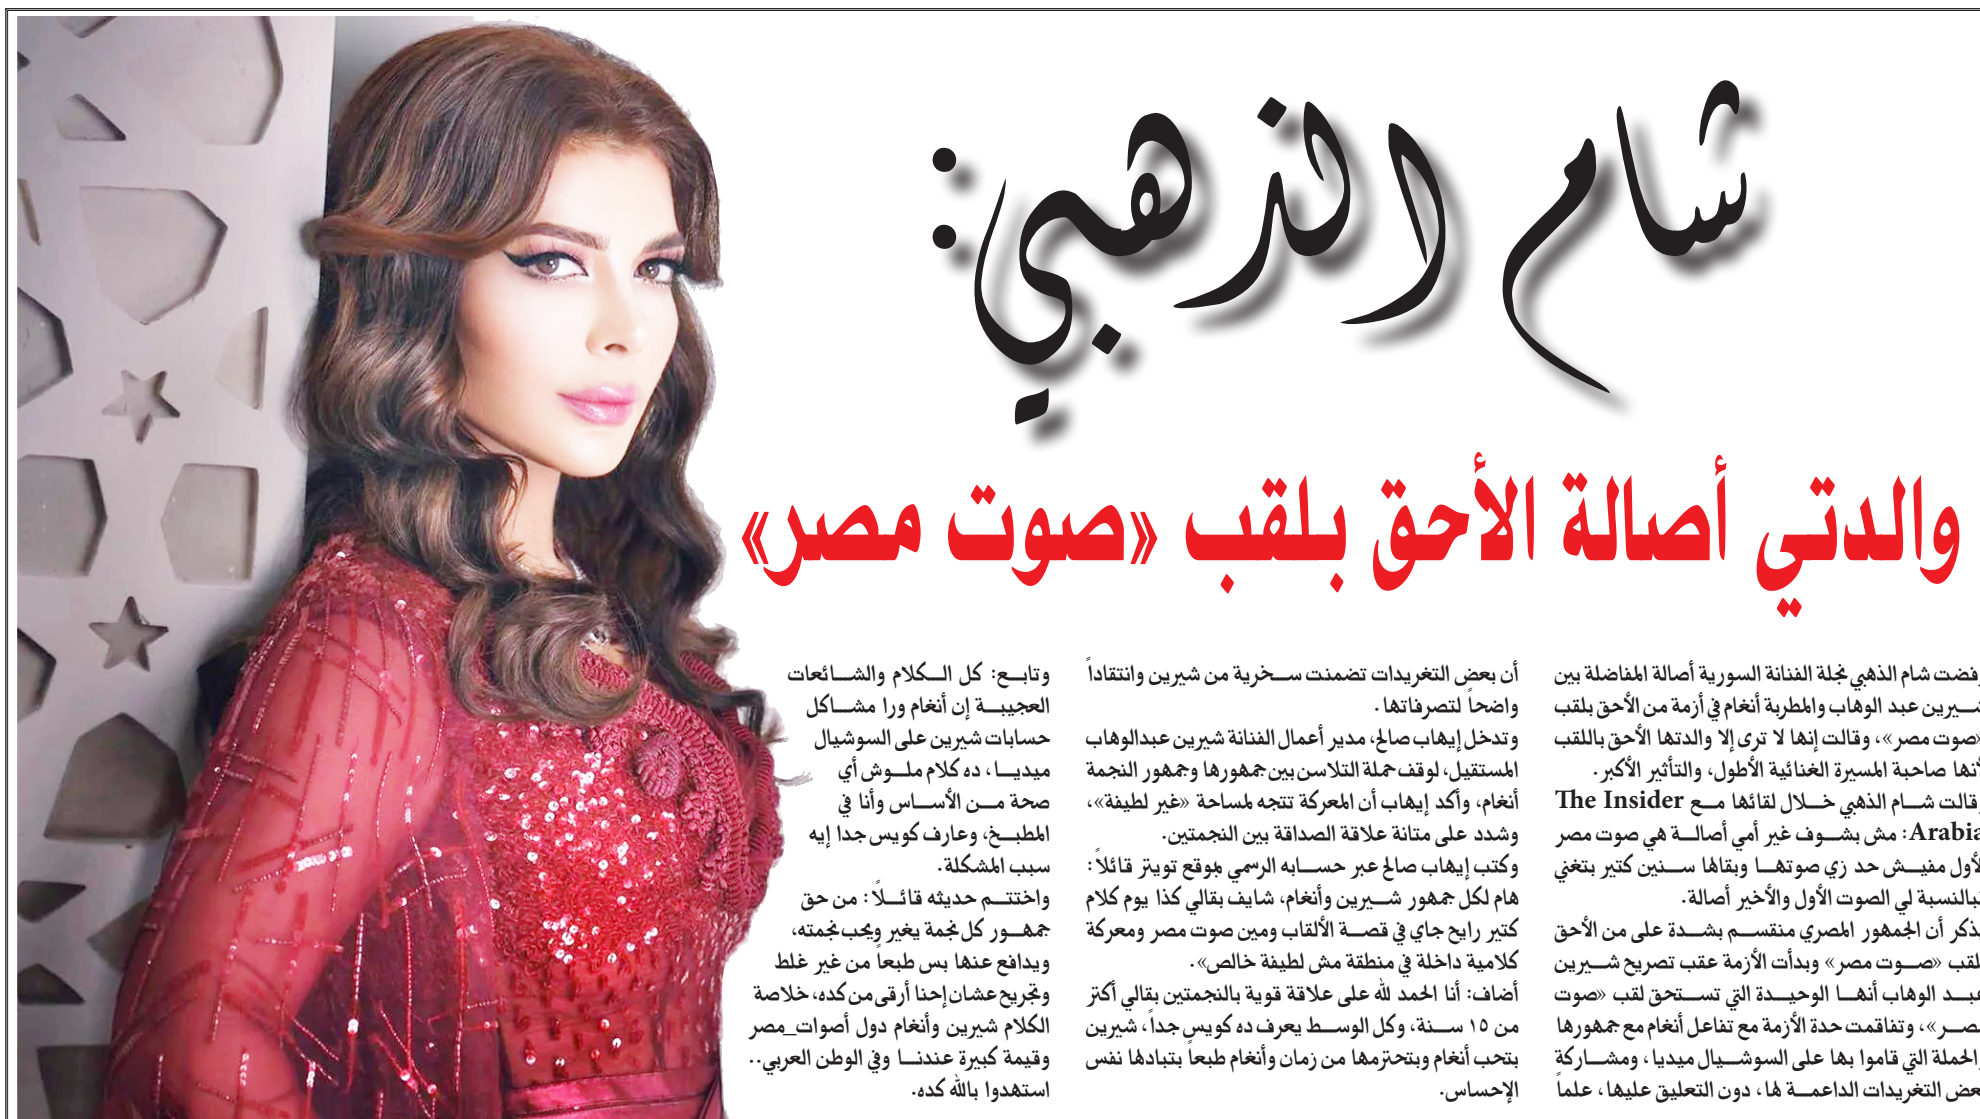 شام الذهبي:
والدتي أصالة الأحق بلقب «صوت مصر»
رفضت شام الذهبي نجلة الفنانة السورية أصالة المفاضلة بين
شيرين عبد الوهاب والمطربة أنغام في أزمة من الأحق بلقب
«صوت مصر»، وقالت إنها لا ترى إلا والدتها الأحق باللقب
لأنها صاحبة المسيرة الغنائية الأطول، والتأثير الأكبر.
وقالت شام الذهبي خلال لقائها مع The Insider
Arabia: مش بشوف غير أمي أصالة هي صوت مصر
الأول مفيش حد زي صوتها وبقالها سنين كتير بتغني
فبالنسبة لي الصوت الأول والأخير أصالة.
يذكر أن الجمهور المصري منقسم بشدة على من الأحق
بلقب «صوت مصر» وبدأت الأزمة عقب تصريح شيرين
عبد الوهاب أنها الوحيدة التي تستحق لقب «صوت
مصر»، وتفاقمت حدة الأزمة مع تفاعل أنغام مع جمهورها
والحملة التي قاموا بها على السوشيال ميديا، ومشاركة
بعض التغريدات الداعمة لها، دون التعليق عليها، علماً
أن بعض التغريدات تضمنت سخرية من شيرين وانتقاداً
واضحاً لتصرفاتها.
وتدخل إيهاب صالح، مدير أعمال الفنانة شيرين عبدالوهاب
المستقيل، لوقف حملة التلاسن بين جمهورها وجمهور النجمة
أنغام، وأكد إيهاب أن المعركة تتجه لمساحة «غير لطيفة»،
وشدد على متانة علاقة الصداقة بين النجمتين.
وكتب إيهاب صالح عبر حسابه الرسمي بموقع تويتر قائلاً:
هام لكل جمهور شيرين وأنغام، شايف بقالي كذا يوم كلام
كتير رايح جاي في قصة الألقاب ومين صوت مصر ومعركة
كلامية داخلة في منطقة مش لطيفة خالص».
أضاف: أنا الحمد لله على علاقة قوية بالنجمتين بقالي أكتر
من ١٥ سنة، وكل الوسط يعرف ده كويس جداً، شيرين
بتحب أنغام وبتحترمها من زمان وأنغام طبعاً بتبادها نفس
الإحساس.
وتابع: كل الكلام والشائعات
العجيبة إن أنغام ورا مشاكل
حسابات شيرين على السوشيال
ميديا، ده كلام ملوش أي
صحة من الأساس وأنا في
المطبخ، وعارف كويس جدا إيه
سبب المشكلة.
واختتم حديثه قائلاً: من حق
جمهور كل نجمة يغير ويحب نجمته،
ويدافع عنها بس طبعاً من غير غلط
وتجريح عشان إحنا أرقى من كده، خلاصة
الكلام شيرين وأنغام دول أصوات_مصر
وقيمة كبيرة عندنا وفي الوطن العربي..
استهدوا بالله كده.